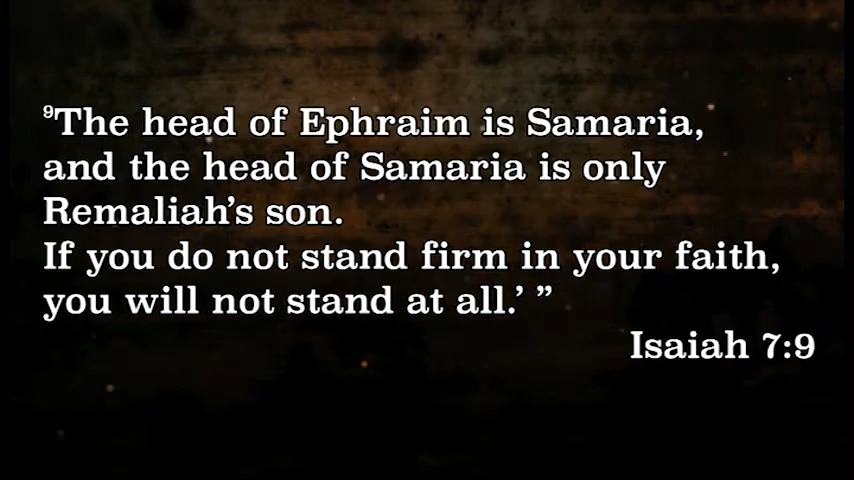 ⁹The head of Ephraim is Samaria,
and the head of Samaria is only
Remaliah’s son.
If you do not stand firm in your faith,
you will not stand at all.’ ”
Isaiah 7:9